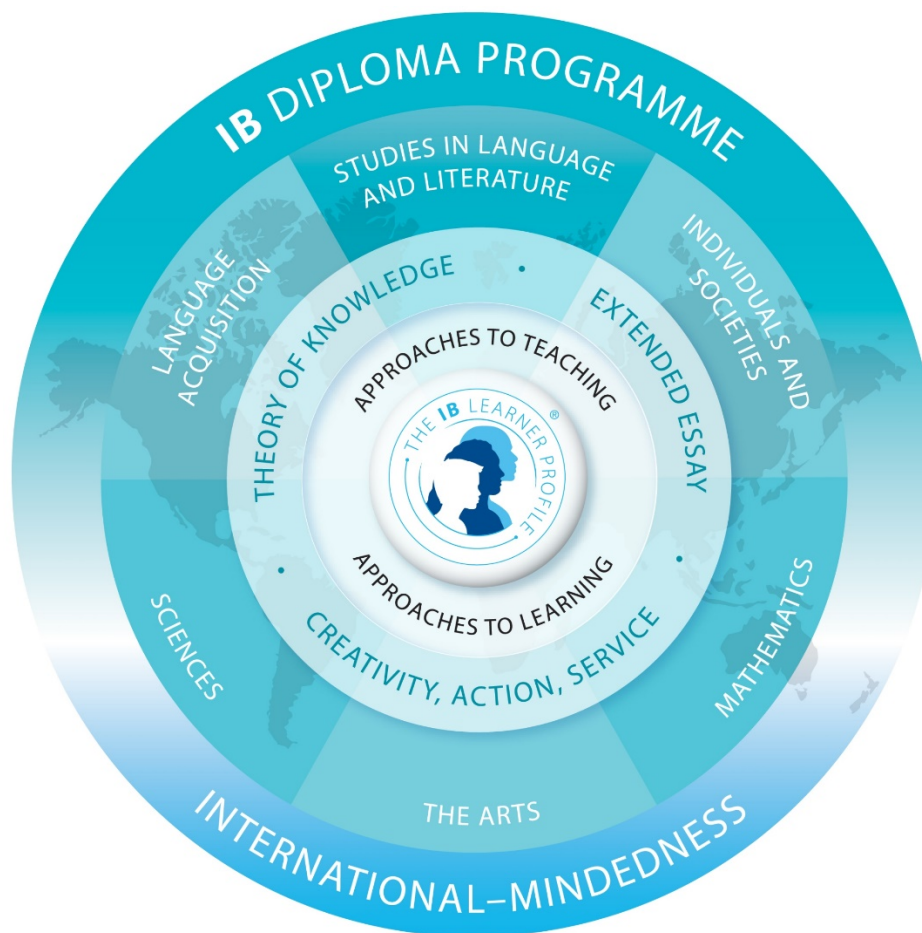 IB DIPLOMA PROGRAMME
STUDIES IN LANGUAGE
AND LITERATURE
LANGUAGE
ACQUISITION
INDIVIDUALS AND
SOCIETIES
THEORY OF KNOWLEDGE
·
EXTENDED ESSAY
·
APPROACHES TO TEACHING
THE IB LEARNER PROFILE®
APPROACHES TO LEARNING
·
CREATIVITY, ACTION, SERVICE
SCIENCES
MATHEMATICS
THE ARTS
INTERNATIONAL–MINDEDNESS